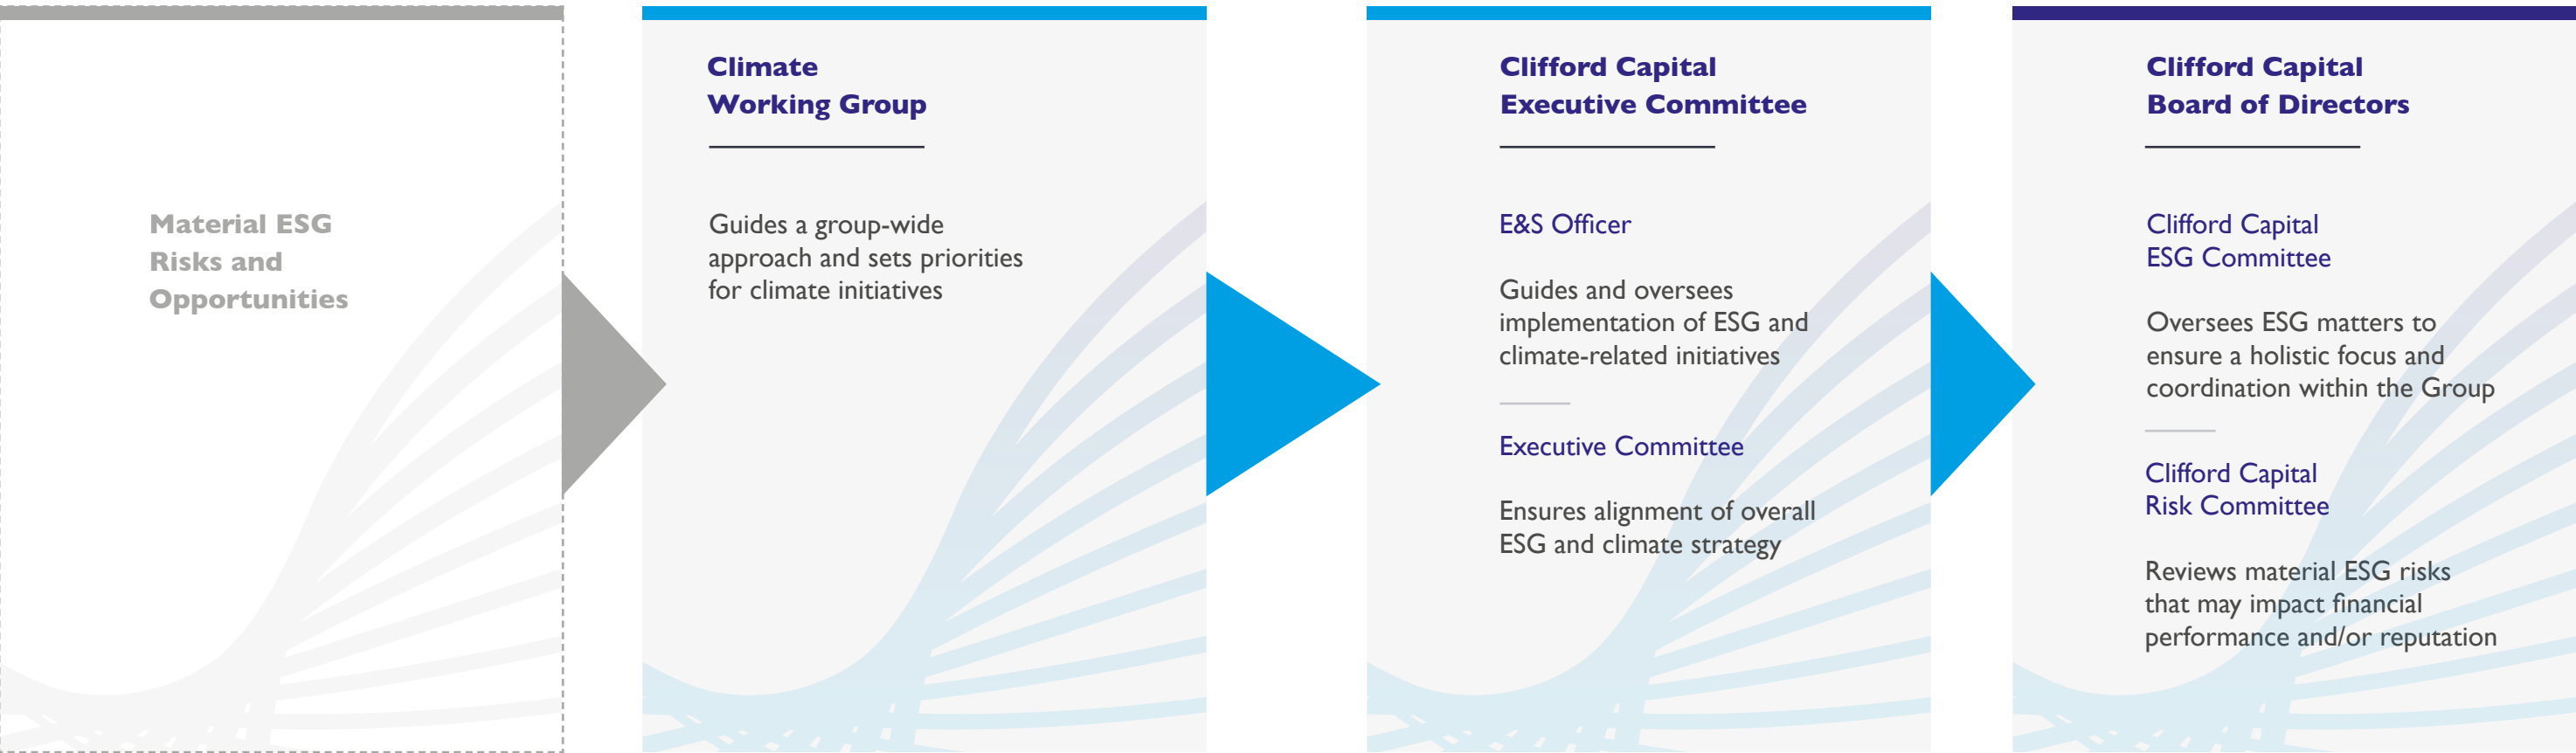 Material ESG
Risks and
Opportunities
Climate
Working Group
Guides a group-wide
approach and sets priorities
for climate initiatives
Clifford Capital
Executive Committee
E&S Officer
Guides and oversees
implementation of ESG and
climate-related initiatives
Executive Committee
Ensures alignment of overall
ESG and climate strategy
Clifford Capital
Board of Directors
Clifford Capital
ESG Committee
Oversees ESG matters to
ensure a holistic focus and
coordination within the Group
Clifford Capital
Risk Committee
Reviews material ESG risks
that may impact financial
performance and/or reputation